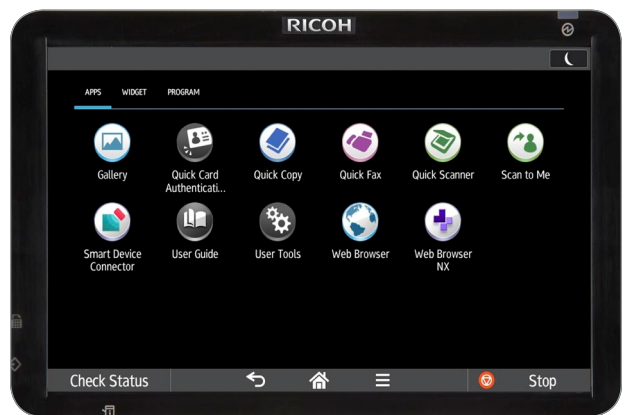 RICOH
APPS WIDGET PROGRAM
Gallery
Quick Card
Authenticati...
Quick Copy
Quick Fax
Quick Scanner
Scan to Me
Smart Device
Connector
User Guide
User Tools
Web Browser
Web Browser
NX
Check Status
Stop